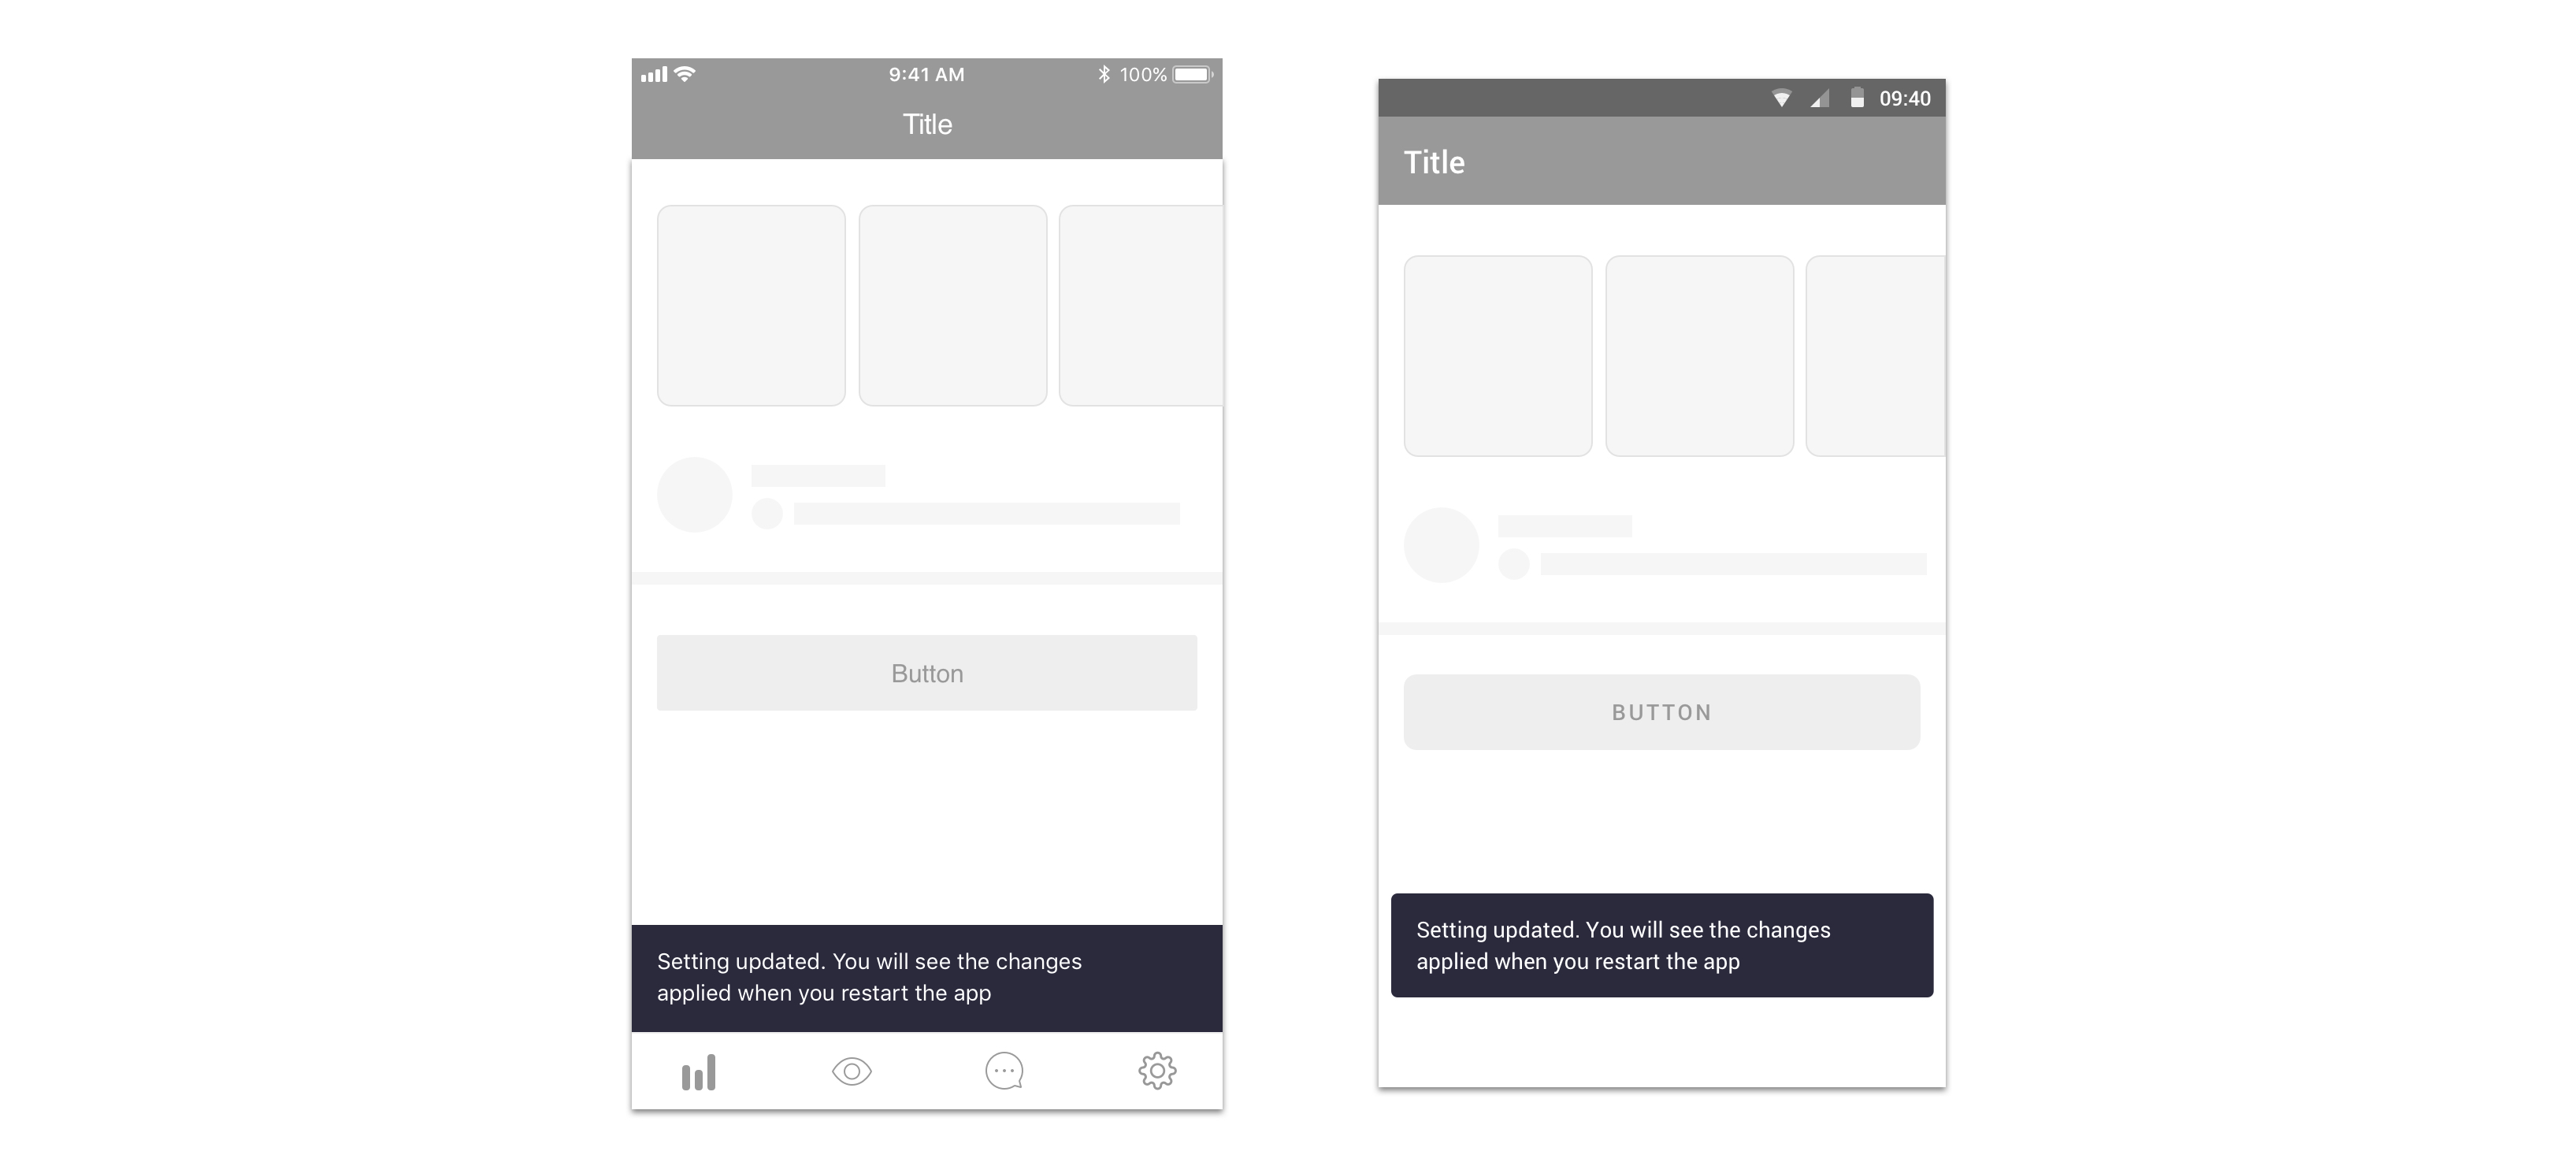 9:41 AM
100%
Title
Button
Setting updated. You will see the changes
applied when you restart the app
09:40
Title
BUTTON
Setting updated. You will see the changes
applied when you restart the app